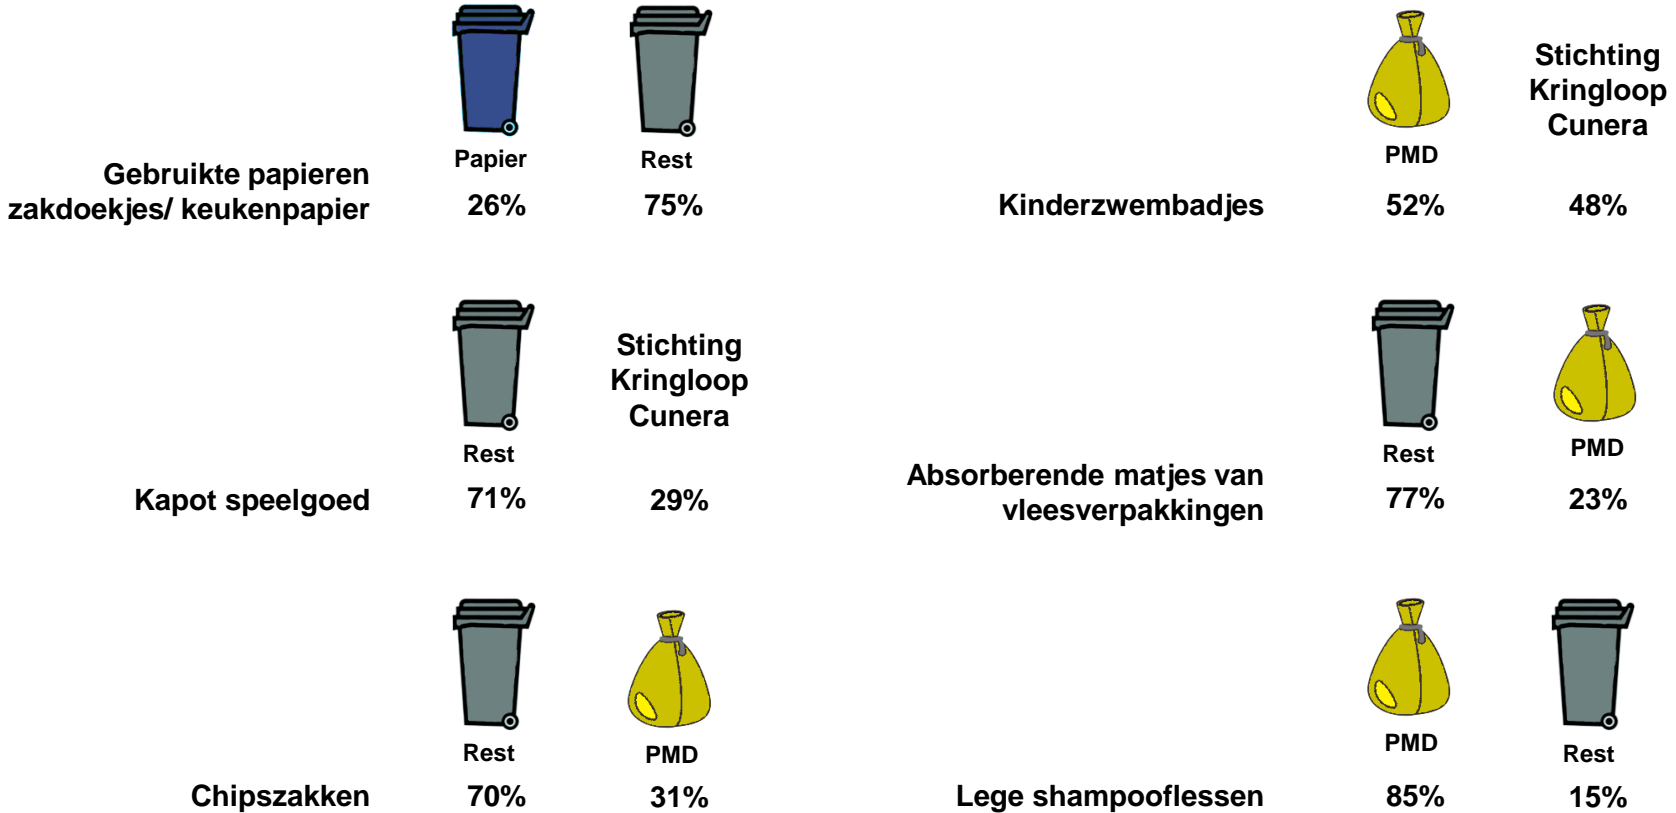 Papier
Rest
Gebruikte papieren
zakdoekjes/ keukenpapier
26%
75%
PMD
Stichting
Kringloop
Cunera
Kinderzwembadjes
52%
48%
Rest
Stichting
Kringloop
Cunera
Kapot speelgoed
71%
29%
Rest
PMD
Absorberende matjes van
vleesverpakkingen
77%
23%
Rest
PMD
Chipszakken
70%
31%
PMD
Rest
Lege shampooflessen
85%
15%